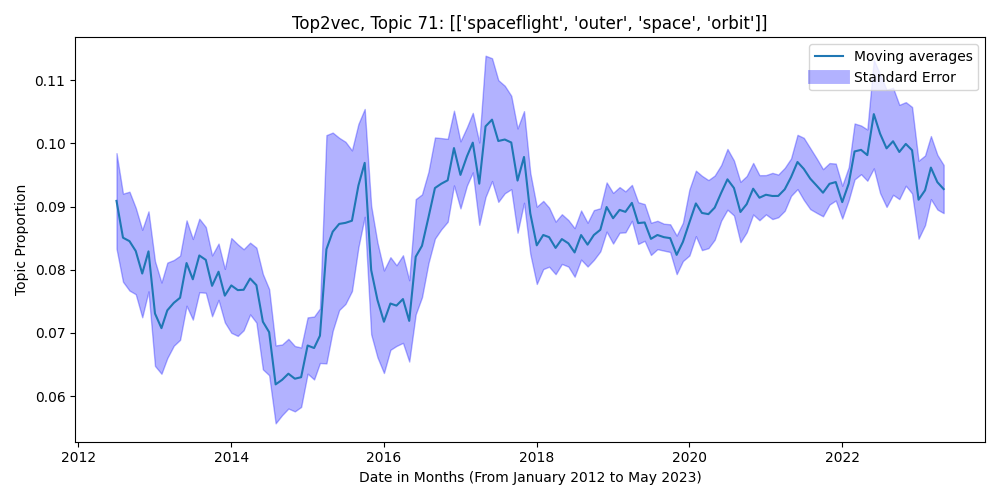 Top2vec, Topic 71: [['spaceflight', 'outer', 'space', 'orbit']]
Moving averages
Standard Error
Topic Proportion
0.11
0.10
0.09
0.08
0.07
0.06
2012 2014 2016 2018 2020 2022
Date in Months (From January 2012 to May 2023)